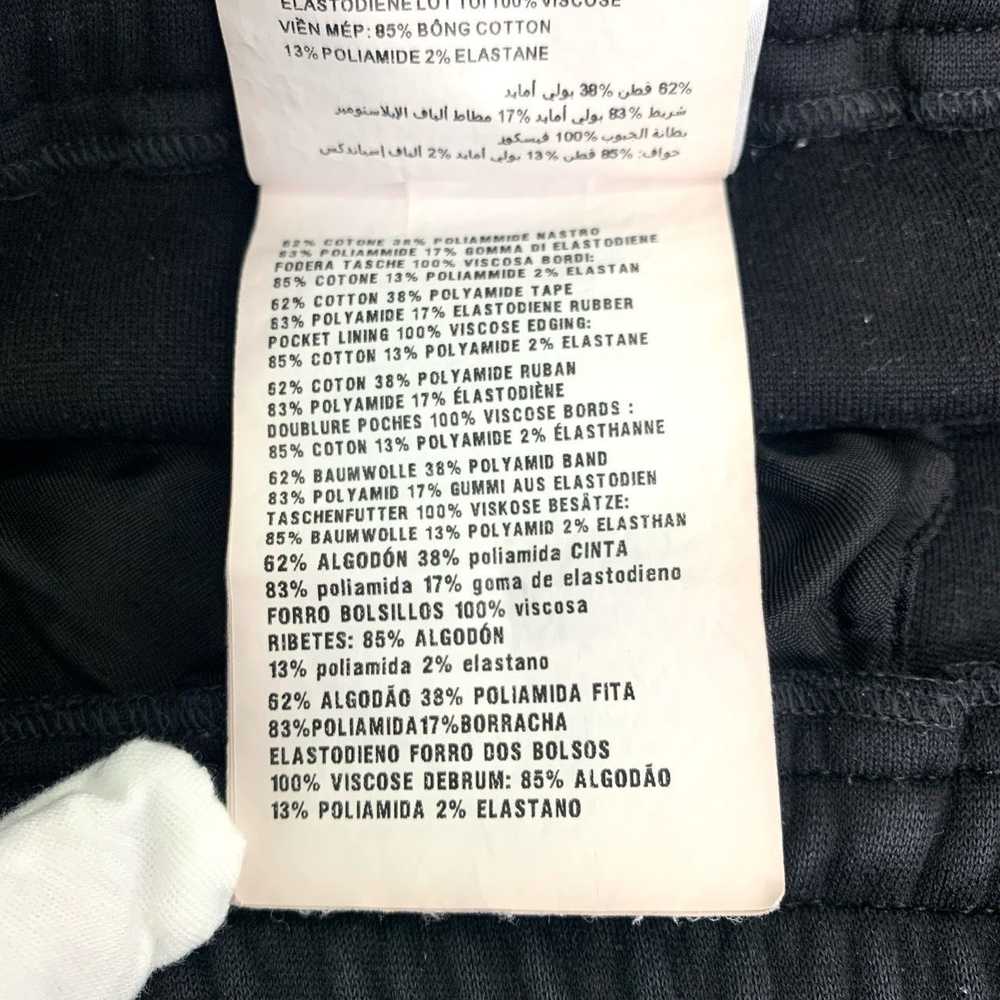 ELASTODIENE LÓT TÚI 100% VISCOSE
VIỀN MÉP: 85% BÔNG COTTON
13% POLIAMIDE 2% ELASTANE
62% قطن 38% بولي أمايد
شريط 83% بولي أمايد 17% مطاط ألياف الإيلاستومير
بطانة الجيوب 100% فيسكوز
حواف: 85% قطن 13% بولي أمايد 2% ألياف إسباندكس
62% COTONE 38% POLIAMMIDE NASTRO
83% POLIAMMIDE 17% GOMMA DI ELASTODIENE
FODERA TASCHE 100% VISCOSA BORDI:
85% COTONE 13% POLIAMMIDE 2% ELASTAN
62% COTTON 38% POLYAMIDE TAPE
83% POLYAMIDE 17% ELASTODIENE RUBBER
POCKET LINING 100% VISCOSE EDGING:
85% COTTON 13% POLYAMIDE 2% ELASTANE
62% COTON 38% POLYAMIDE RUBAN
83% POLYAMIDE 17% ÉLASTODIÈNE
DOUBLURE POCHES 100% VISCOSE BORDS :
85% COTON 13% POLYAMIDE 2% ÉLASTHANNE
62% BAUMWOLLE 38% POLYAMID BAND
83% POLYAMID 17% GUMMI AUS ELASTODIEN
TASCHENFUTTER 100% VISKOSE BESÄTZE:
85% BAUMWOLLE 13% POLYAMID 2% ELASTHAN
62% ALGODÓN 38% poliamida CINTA
83% poliamida 17% goma de elastodieno
FORRO BOLSILLOS 100% viscosa
RIBETES: 85% ALGODÓN
13% poliamida 2% elastano
62% ALGODÃO 38% POLIAMIDA FITA
83%POLIAMIDA17%BORRACHA
ELASTODIENO FORRO DOS BOLSOS
100% VISCOSE DEBRUM: 85% ALGODÃO
13% POLIAMIDA 2% ELASTANO